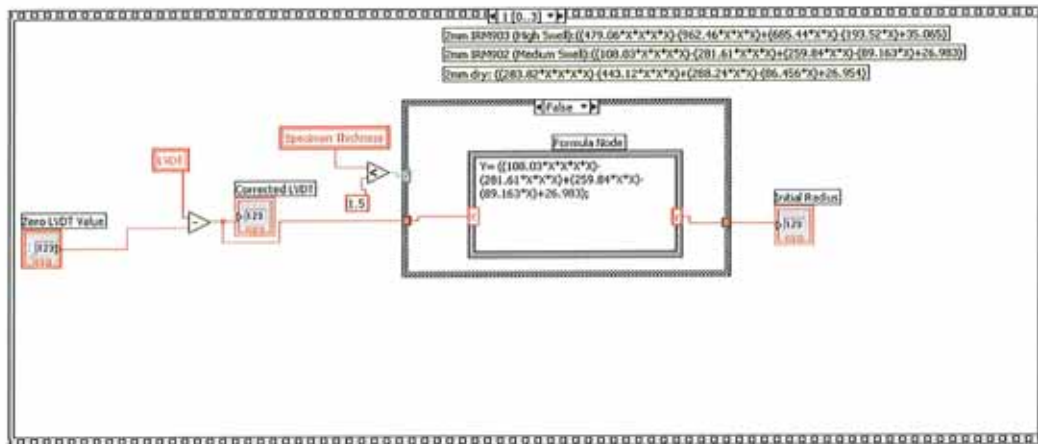 1 [0..3]
2mm IRM903 (High Swell):((479.06*X*X*X*X)-(962.46*X*X*X)+(685.44*X*X)-(193.52*X)+35.065)
2mm IRM902 (Medium Swell):((108.03*X*X*X*X)-(281.61*X*X*X)+(259.84*X*X)-(89.163*X)+26.983)
2mm dry: ((283.82*X*X*X*X)-(443.12*X*X*X)+(288.24*X*X)-(86.456*X)+26.954)
False
Specimen Thickness
Formula Node
Y= ((108.03*X*X*X*X)-
(281.61*X*X*X)+(259.84*X*X)-
(89.163*X)+26.983);
LVDT
<
1.5
Corrected LVDT
123
Initial Radius
123
Zero LVDT Value
123
-